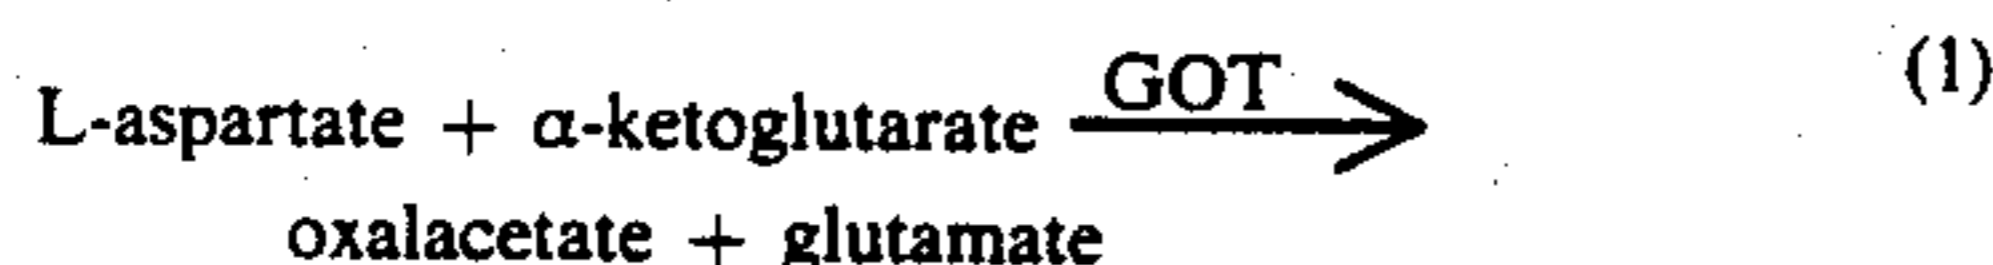 L-aspartate + α-ketoglutarate GOT⟶ (1)
oxalacetate + glutamate